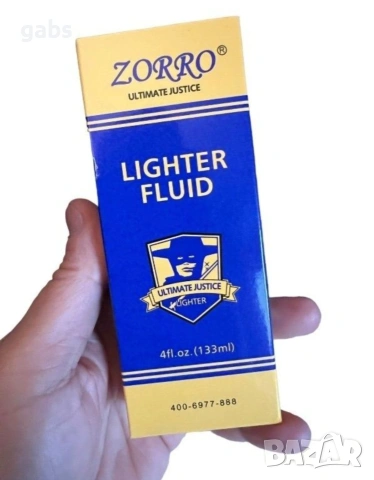 gabs
ZORRO®
ULTIMATE JUSTICE
LIGHTER
FLUID
ULTIMATE JUSTICE
LIGHTER
4fl.oz.(133ml)
400-6977-888
BAZAR